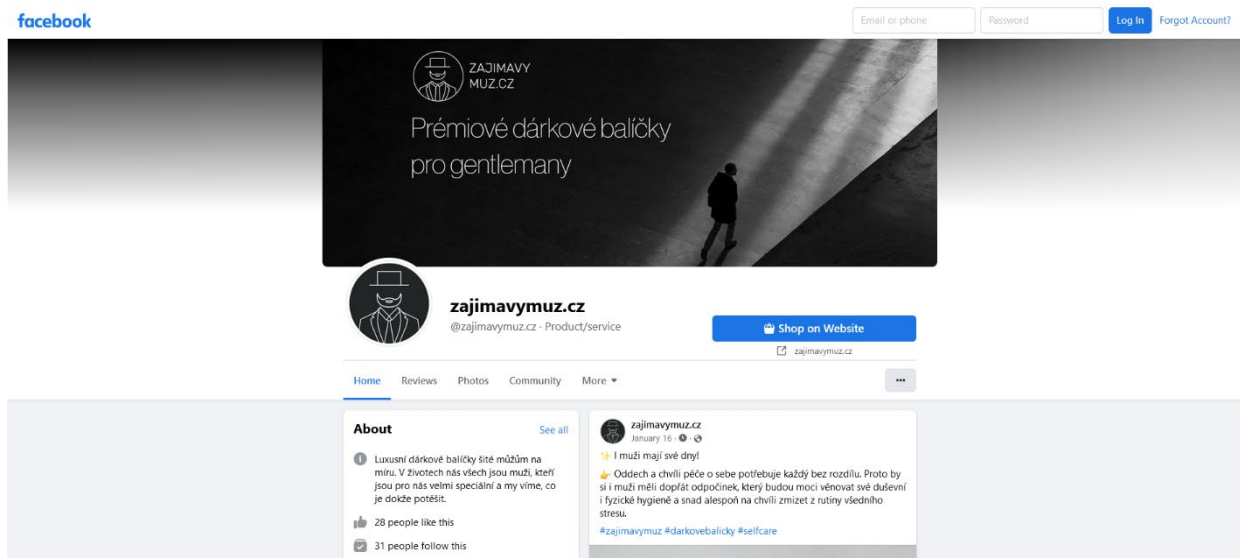 facebook
Email or phone
Password
Log In
Forgot Account?
ZAJIMAVY
MUZ.CZ
Prémiové dárkové balíčky
pro gentlemany
zajimavymuz.cz
@zajimavymuz.cz · Product/service
Shop on Website
zajimavymuz.cz
Home
Reviews
Photos
Community
More
About
See all
Luxusní dárkové balíčky šité můžům na
míru. V životech nás všech jsou muži, kteří
jsou pro nás velmi speciální a my víme, co
je dokže potěšit.
28 people like this
31 people follow this
zajimavymuz.cz
January 16
I muži mají své dny!
Oddech a chvíli péče o sebe potřebuje každý bez rozdílu. Proto by
si i muži měli dopřát odpočinek, který budou moci věnovat své duševní
i fyzické hygieně a snad alespoň na chvíli zmizet z rutiny všedního
stresu.
#zajimavymuz #darkovebalicky #selfcare